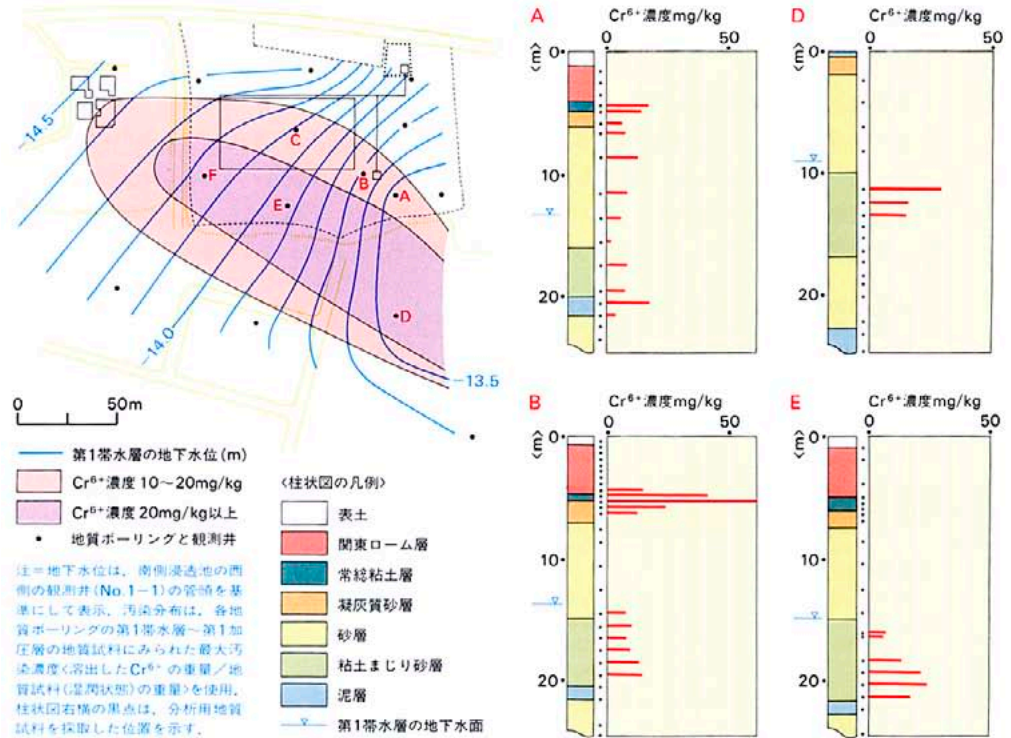 -14.5
C
F
B
A
E
D
-14.0
-13.5
0 50m
第1帯水層の地下水位(m)
Cr⁶⁺濃度 10〜20mg/kg
Cr⁶⁺濃度 20mg/kg以上
地質ボーリングと観測井
注=地下水位は，南側浸透池の西
側の観測井(No.1−1)の管頭を基
準にして表示．汚染分布は，各地
質ボーリングの第1帯水層〜第1加
圧層の地質試料にみられた最大汚
染濃度〈溶出したCr⁶⁺の重量／地
質試料(湿潤状態)の重量〉を使用．
柱状図右横の黒点は，分析用地質
試料を採取した位置を示す．
〈柱状図の凡例〉
表土
関東ローム層
常総粘土層
凝灰質砂層
砂層
粘土まじり砂層
泥層
第1帯水層の地下水面
A
Cr⁶⁺濃度mg/kg
0 50
〈m〉
0
10
20
D
Cr⁶⁺濃度mg/kg
0 50
〈m〉
0
10
20
B
Cr⁶⁺濃度mg/kg
0 50
〈m〉
0
10
20
E
Cr⁶⁺濃度mg/kg
0 50
〈m〉
0
10
20